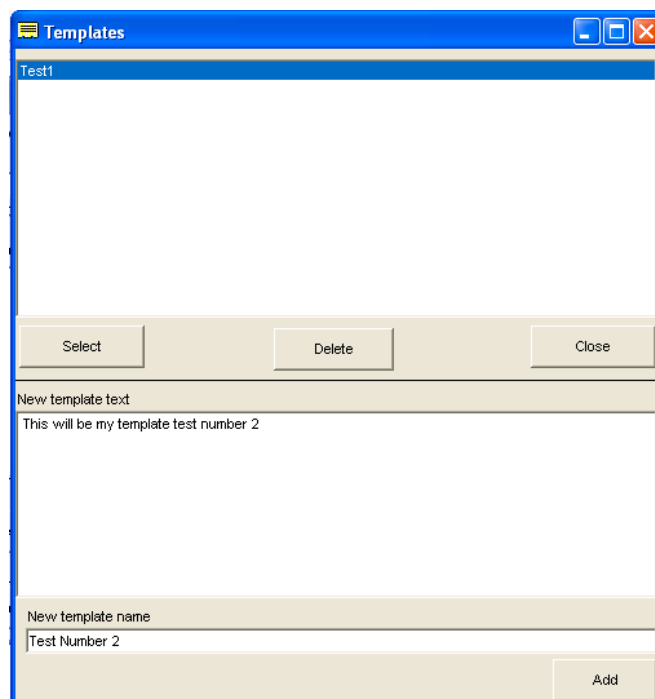 Templates
Test1
Select Delete Close
New template text
This will be my template test number 2
New template name
Test Number 2
Add